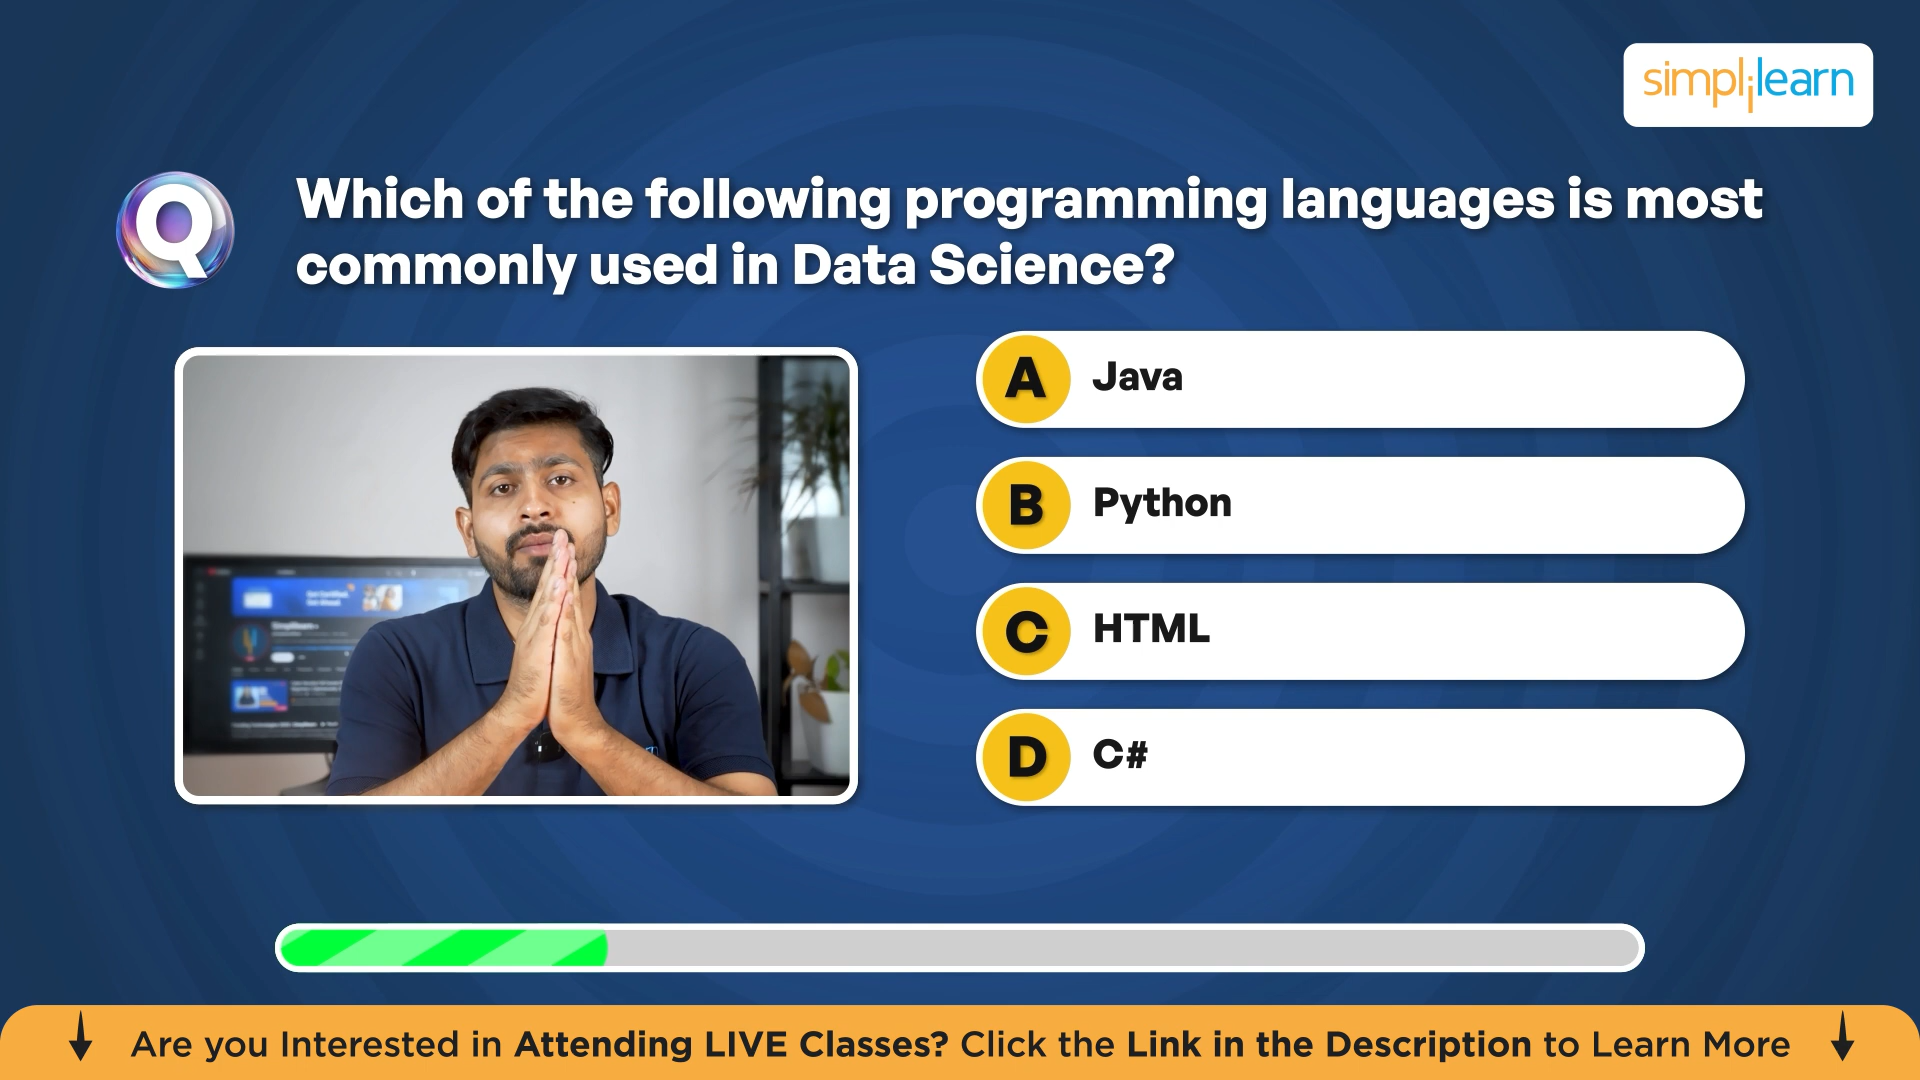 simplilearn
Q
Which of the following programming languages is most
commonly used in Data Science?
A Java
B Python
C HTML
D C#
Are you Interested in Attending LIVE Classes? Click the Link in the Description to Learn More